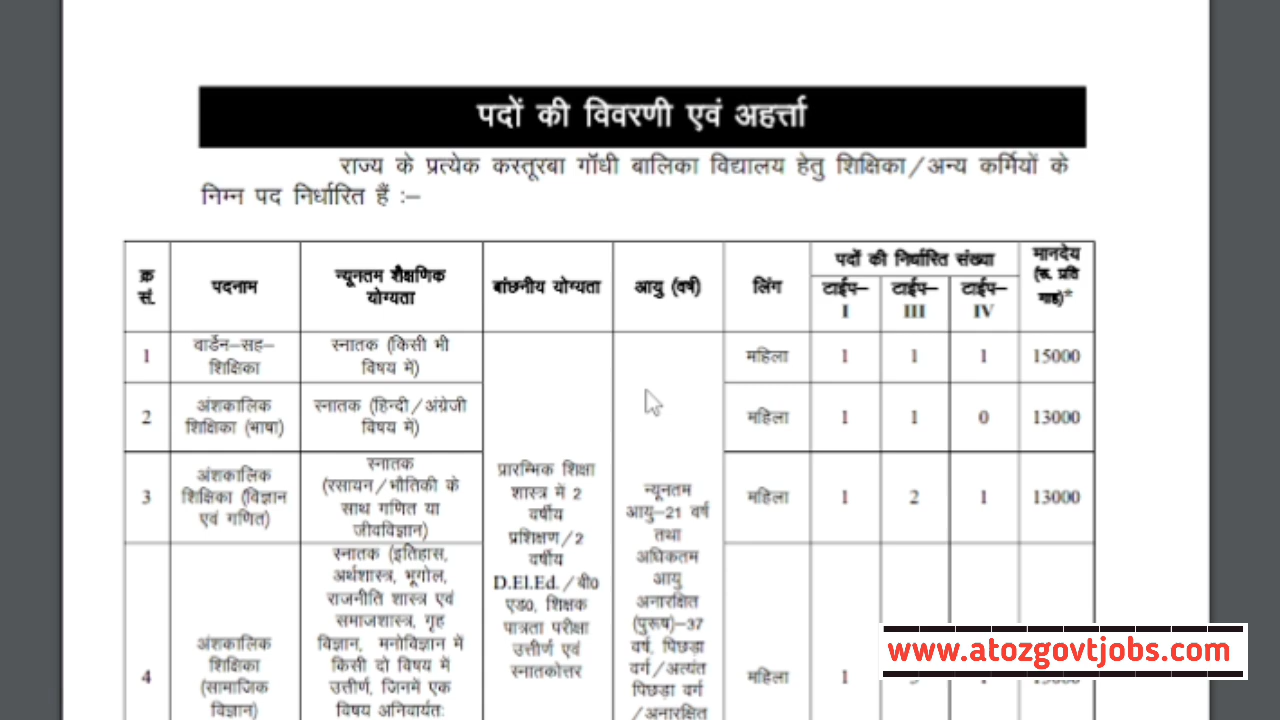 पदों की विवरणी एवं अहर्त्ता
राज्य के प्रत्येक कस्तूरबा गाँधी बालिका विद्यालय हेतु शिक्षिका/अन्य कर्मियों के
निम्न पद निर्धारित हैं :–
क्र सं. पदनाम न्यूनतम शैक्षणिक योग्यता बांछनीय योग्यता आयु (वर्ष) लिंग पदों की निर्धारित संख्या मानदेय (रू. प्रति माह)*
टाईप–I टाईप–III टाईप–IV
1 वार्डेन–सह–शिक्षिका स्नातक (किसी भी विषय में) महिला 1 1 1 15000
2 अंशकालिक शिक्षिका (भाषा) स्नातक (हिन्दी/अंग्रेजी विषय में) महिला 1 1 0 13000
3 अंशकालिक शिक्षिका (विज्ञान एवं गणित) स्नातक (रसायन/भौतिकी के साथ गणित या जीवविज्ञान) महिला 1 2 1 13000
4 अंशकालिक शिक्षिका (सामाजिक विज्ञान) स्नातक (इतिहास, अर्थशास्त्र, भूगोल, राजनीति शास्त्र एवं समाजशास्त्र, गृह विज्ञान, मनोविज्ञान में किसी दो विषय में उत्तीर्ण, जिनमें एक विषय अनिवार्यतः महिला 1
प्रारम्भिक शिक्षा
शास्त्र में 2
वर्षीय
प्रशिक्षण/2
वर्षीय
D.El.Ed./बी0
एड0, शिक्षक
पात्रता परीक्षा
उत्तीर्ण एवं
स्नातकोत्तर
न्यूनतम
आयु–21 वर्ष
तथा
अधिकतम
आयु
अनारक्षित
(पुरूष)–37
वर्ष, पिछड़ा
वर्ग/अत्यंत
पिछड़ा वर्ग
/अनारक्षित
www.atozgovtjobs.com